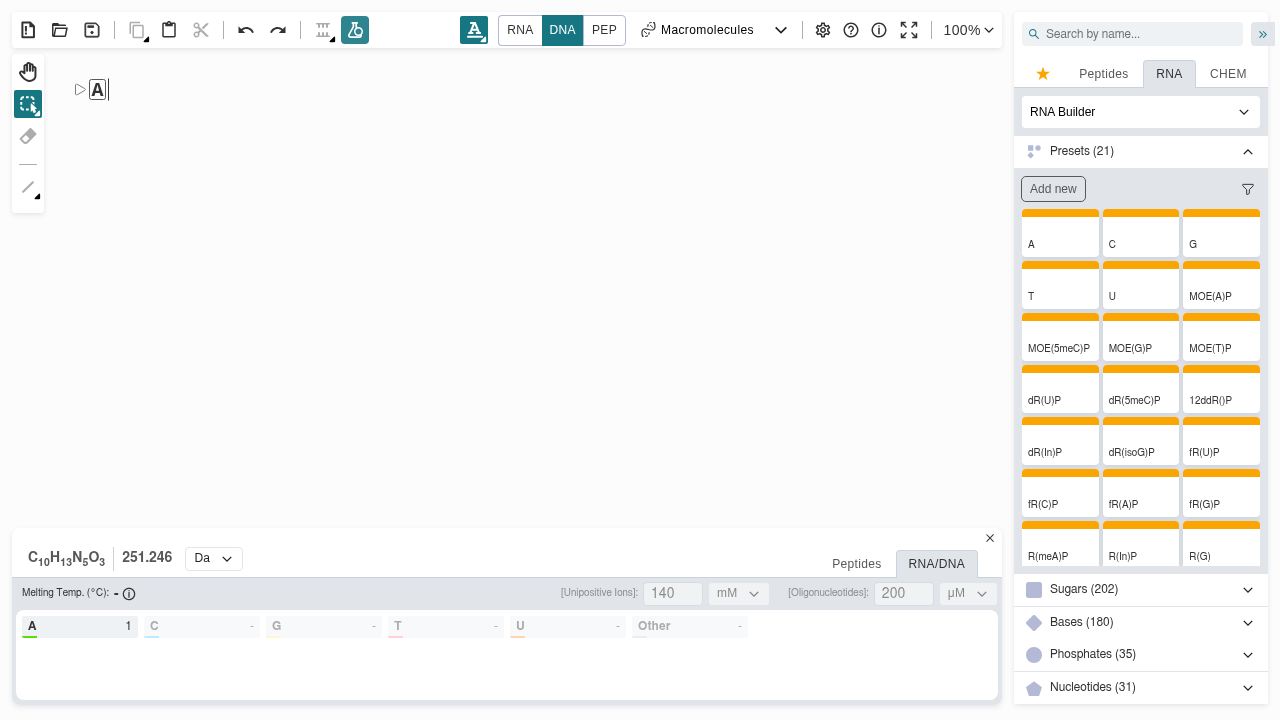 A RNA DNA PEP Macromolecules 100%
Search by name...
Peptides RNA CHEM
RNA Builder
Presets (21)
Add new
A C G
T U MOE(A)P
MOE(5meC)P MOE(G)P MOE(T)P
dR(U)P dR(5meC)P 12ddR()P
dR(In)P dR(isoG)P fR(U)P
fR(C)P fR(A)P fR(G)P
R(meA)P R(In)P R(G)
Sugars (202)
Bases (180)
Phosphates (35)
Nucleotides (31)
A
C10H13N5O3 251.246 Da
Peptides RNA/DNA
Melting Temp. (°C): - [Unipositive Ions]: 140 mM [Oligonucleotides]: 200 µM
A 1 C - G - T - U - Other -